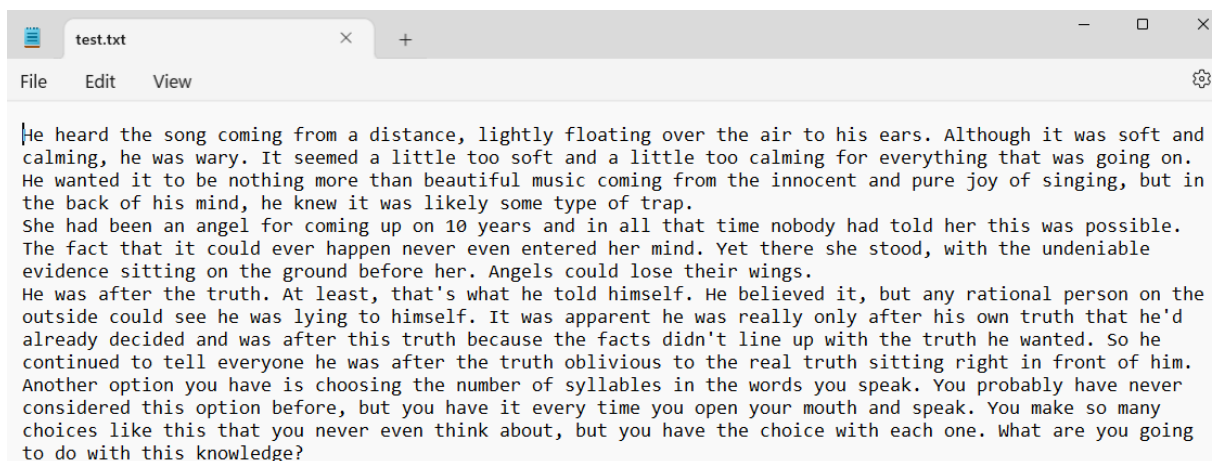 test.txt
File Edit View
He heard the song coming from a distance, lightly floating over the air to his ears. Although it was soft and
calming, he was wary. It seemed a little too soft and a little too calming for everything that was going on.
He wanted it to be nothing more than beautiful music coming from the innocent and pure joy of singing, but in
the back of his mind, he knew it was likely some type of trap.
She had been an angel for coming up on 10 years and in all that time nobody had told her this was possible.
The fact that it could ever happen never even entered her mind. Yet there she stood, with the undeniable
evidence sitting on the ground before her. Angels could lose their wings.
He was after the truth. At least, that's what he told himself. He believed it, but any rational person on the
outside could see he was lying to himself. It was apparent he was really only after his own truth that he'd
already decided and was after this truth because the facts didn't line up with the truth he wanted. So he
continued to tell everyone he was after the truth oblivious to the real truth sitting right in front of him.
Another option you have is choosing the number of syllables in the words you speak. You probably have never
considered this option before, but you have it every time you open your mouth and speak. You make so many
choices like this that you never even think about, but you have the choice with each one. What are you going
to do with this knowledge?